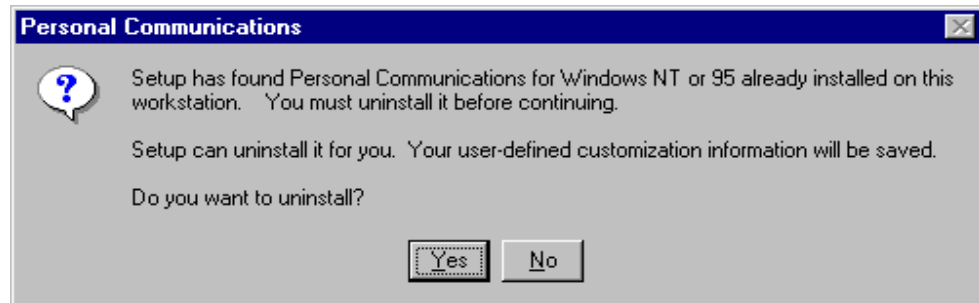 Personal Communications
Setup has found Personal Communications for Windows NT or 95 already installed on this
workstation.    You must uninstall it before continuing.
Setup can uninstall it for you.  Your user-defined customization information will be saved.
Do you want to uninstall?
Yes No